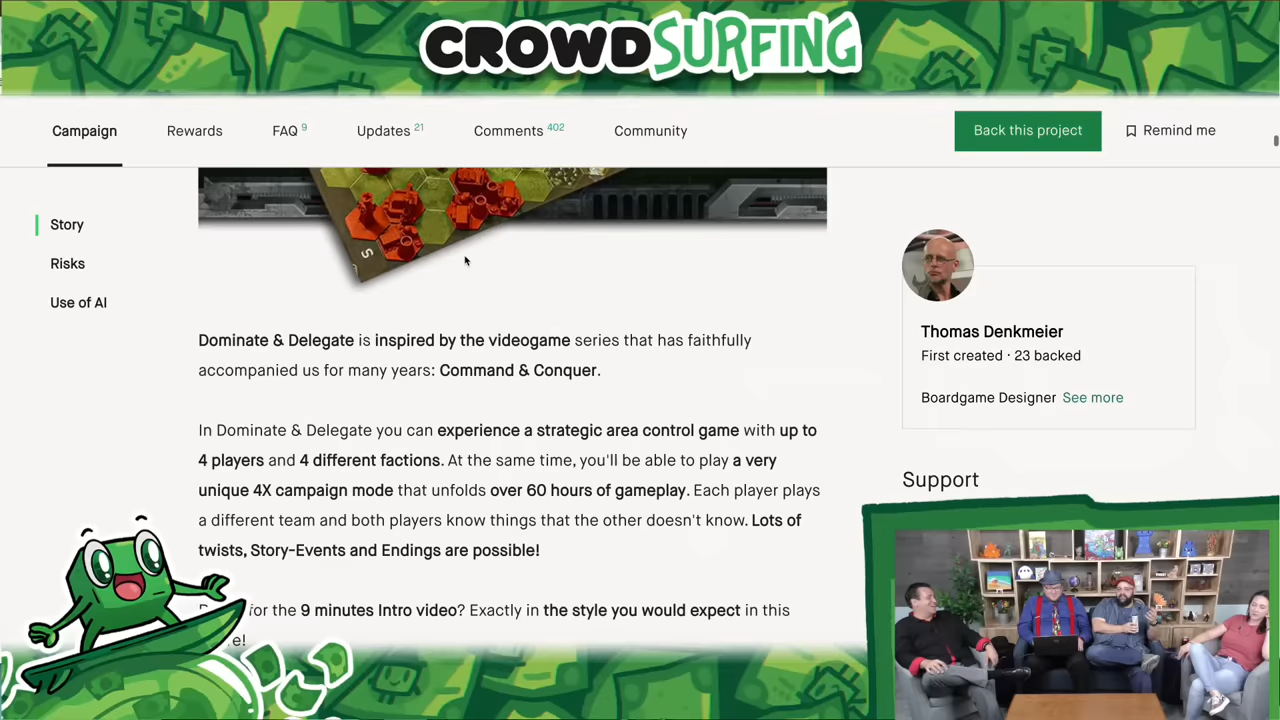 CROWDSURFING
Campaign
Rewards
FAQ 9
Updates 21
Comments 402
Community
Back this project
Remind me
Story
Risks
Use of AI
S
Dominate & Delegate is inspired by the videogame series that has faithfully
accompanied us for many years: Command & Conquer.
In Dominate & Delegate you can experience a strategic area control game with up to
4 players and 4 different factions. At the same time, you'll be able to play a very
unique 4X campaign mode that unfolds over 60 hours of gameplay. Each player plays
a different team and both players know things that the other doesn't know. Lots of
twists, Story-Events and Endings are possible!
for the 9 minutes Intro video? Exactly in the style you would expect in this
Thomas Denkmeier
First created · 23 backed
Boardgame Designer See more
Support